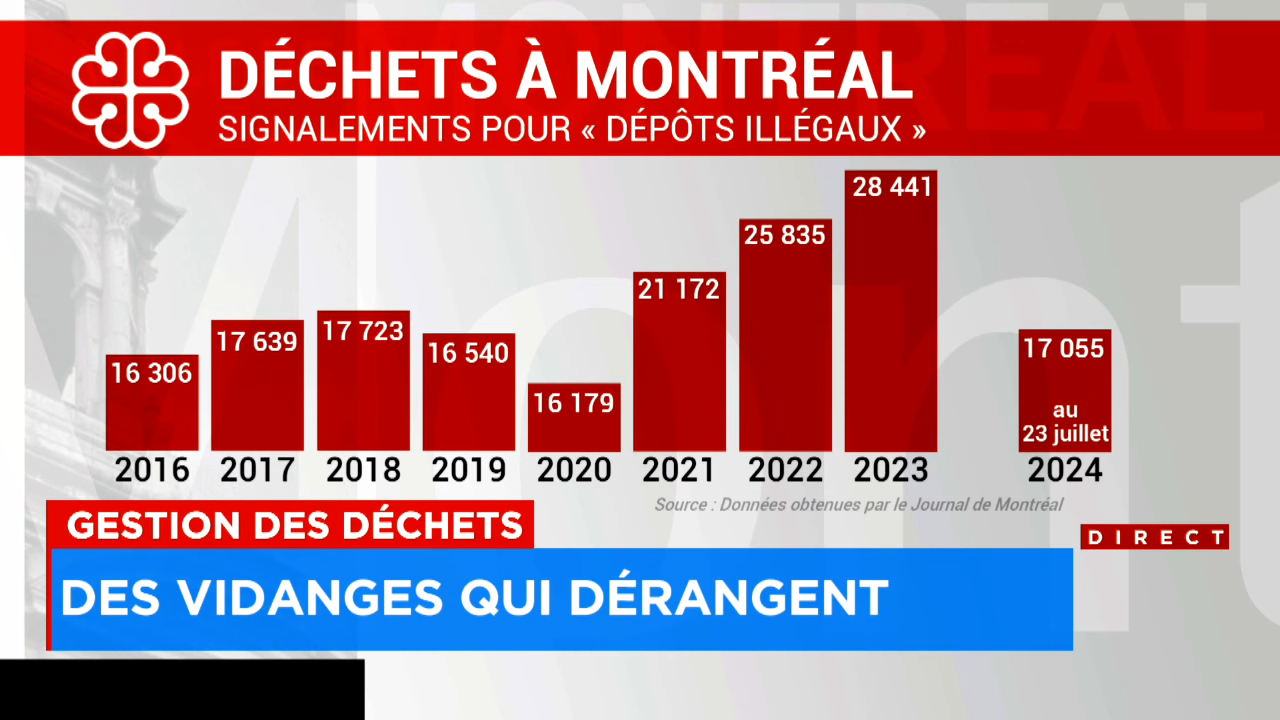 DÉCHETS À MONTRÉAL
SIGNALEMENTS POUR « DÉPÔTS ILLÉGAUX »
16 306
17 639
17 723
16 540
16 179
21 172
25 835
28 441
17 055
au
23 juillet
2016 2017 2018 2019 2020 2021 2022 2023 2024
Source : Données obtenues par le Journal de Montréal
GESTION DES DÉCHETS
DIRECT
DES VIDANGES QUI DÉRANGENT